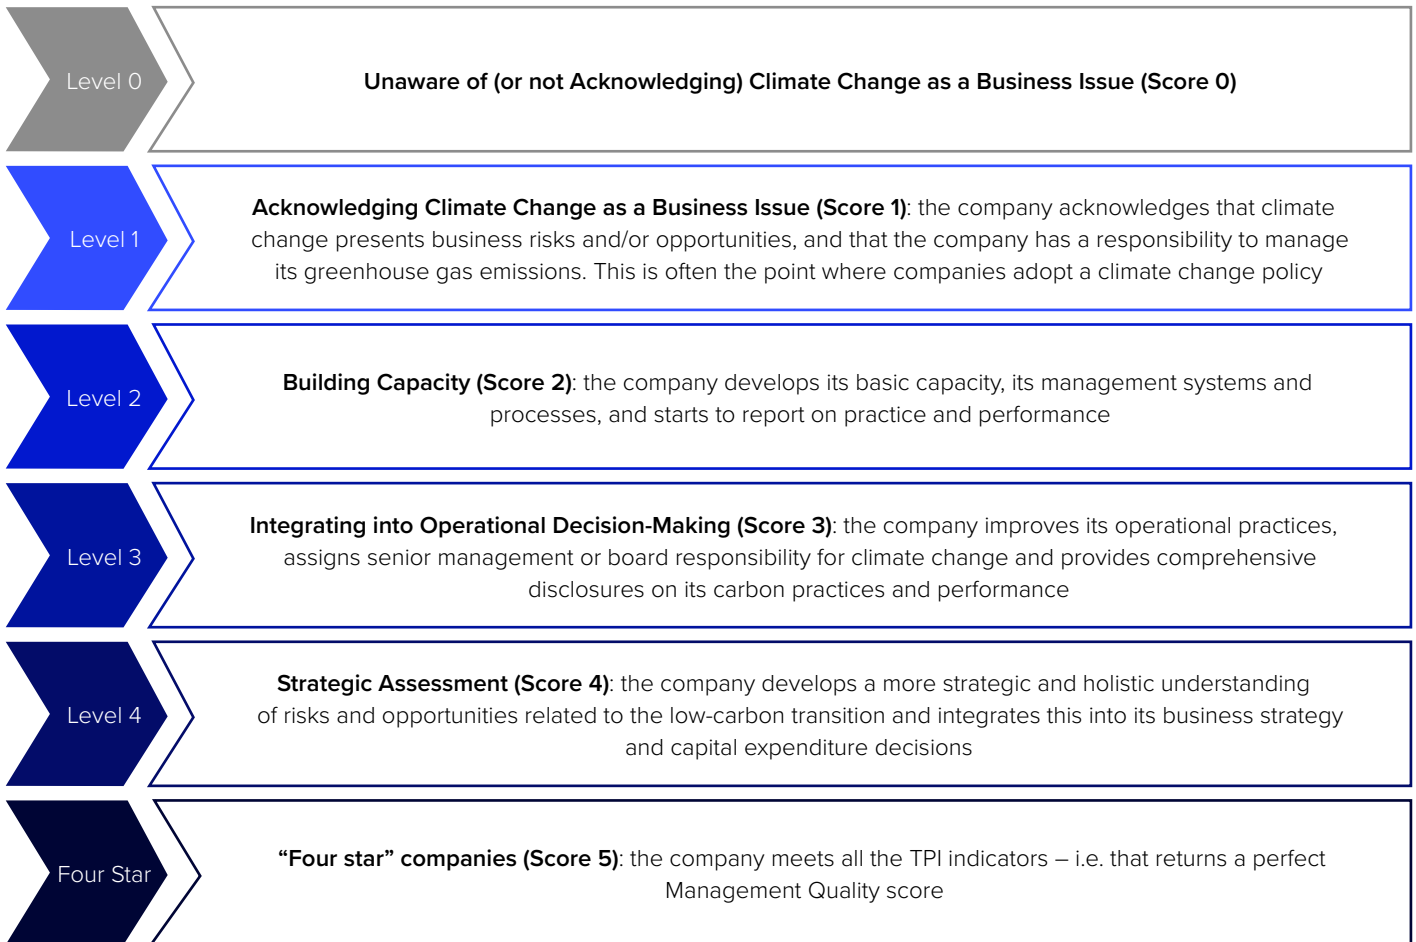 Level 0
Unaware of (or not Acknowledging) Climate Change as a Business Issue (Score 0)
Level 1
Acknowledging Climate Change as a Business Issue (Score 1): the company acknowledges that climate
change presents business risks and/or opportunities, and that the company has a responsibility to manage
its greenhouse gas emissions. This is often the point where companies adopt a climate change policy
Level 2
Building Capacity (Score 2): the company develops its basic capacity, its management systems and
processes, and starts to report on practice and performance
Level 3
Integrating into Operational Decision-Making (Score 3): the company improves its operational practices,
assigns senior management or board responsibility for climate change and provides comprehensive
disclosures on its carbon practices and performance
Level 4
Strategic Assessment (Score 4): the company develops a more strategic and holistic understanding
of risks and opportunities related to the low-carbon transition and integrates this into its business strategy
and capital expenditure decisions
Four Star
“Four star” companies (Score 5): the company meets all the TPI indicators – i.e. that returns a perfect
Management Quality score